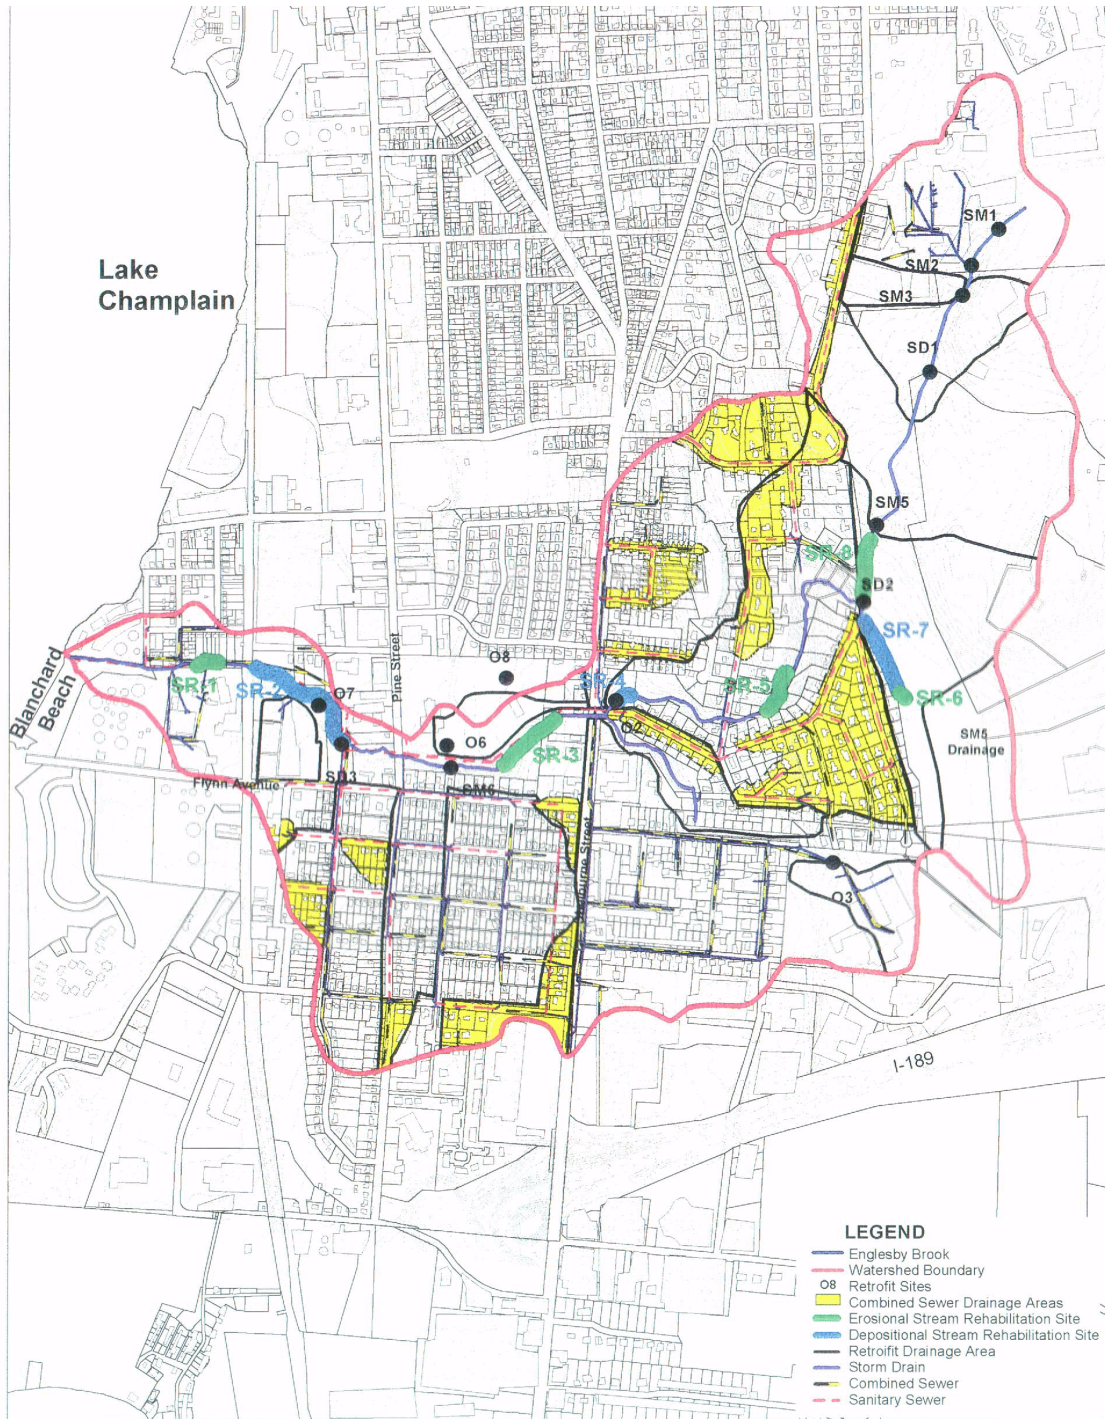 SM1
Lake
Champlain
SM2
SM3
SD1
SM5
SR-8
SD2
SR-7
Pine Street
O8
Blanchard
Beach
SR-1
SR-2
O7
SR-4
SR-5
SR-6
O2
O6
SR-3
SM5
Drainage
Flynn Avenue
SD3
SM6
O3
I-189
LEGEND
Englesby Brook
Watershed Boundary
O8 Retrofit Sites
Combined Sewer Drainage Areas
Erosional Stream Rehabilitation Site
Depositional Stream Rehabilitation Site
Retroifit Drainage Area
Storm Drain
Combined Sewer
Sanitary Sewer